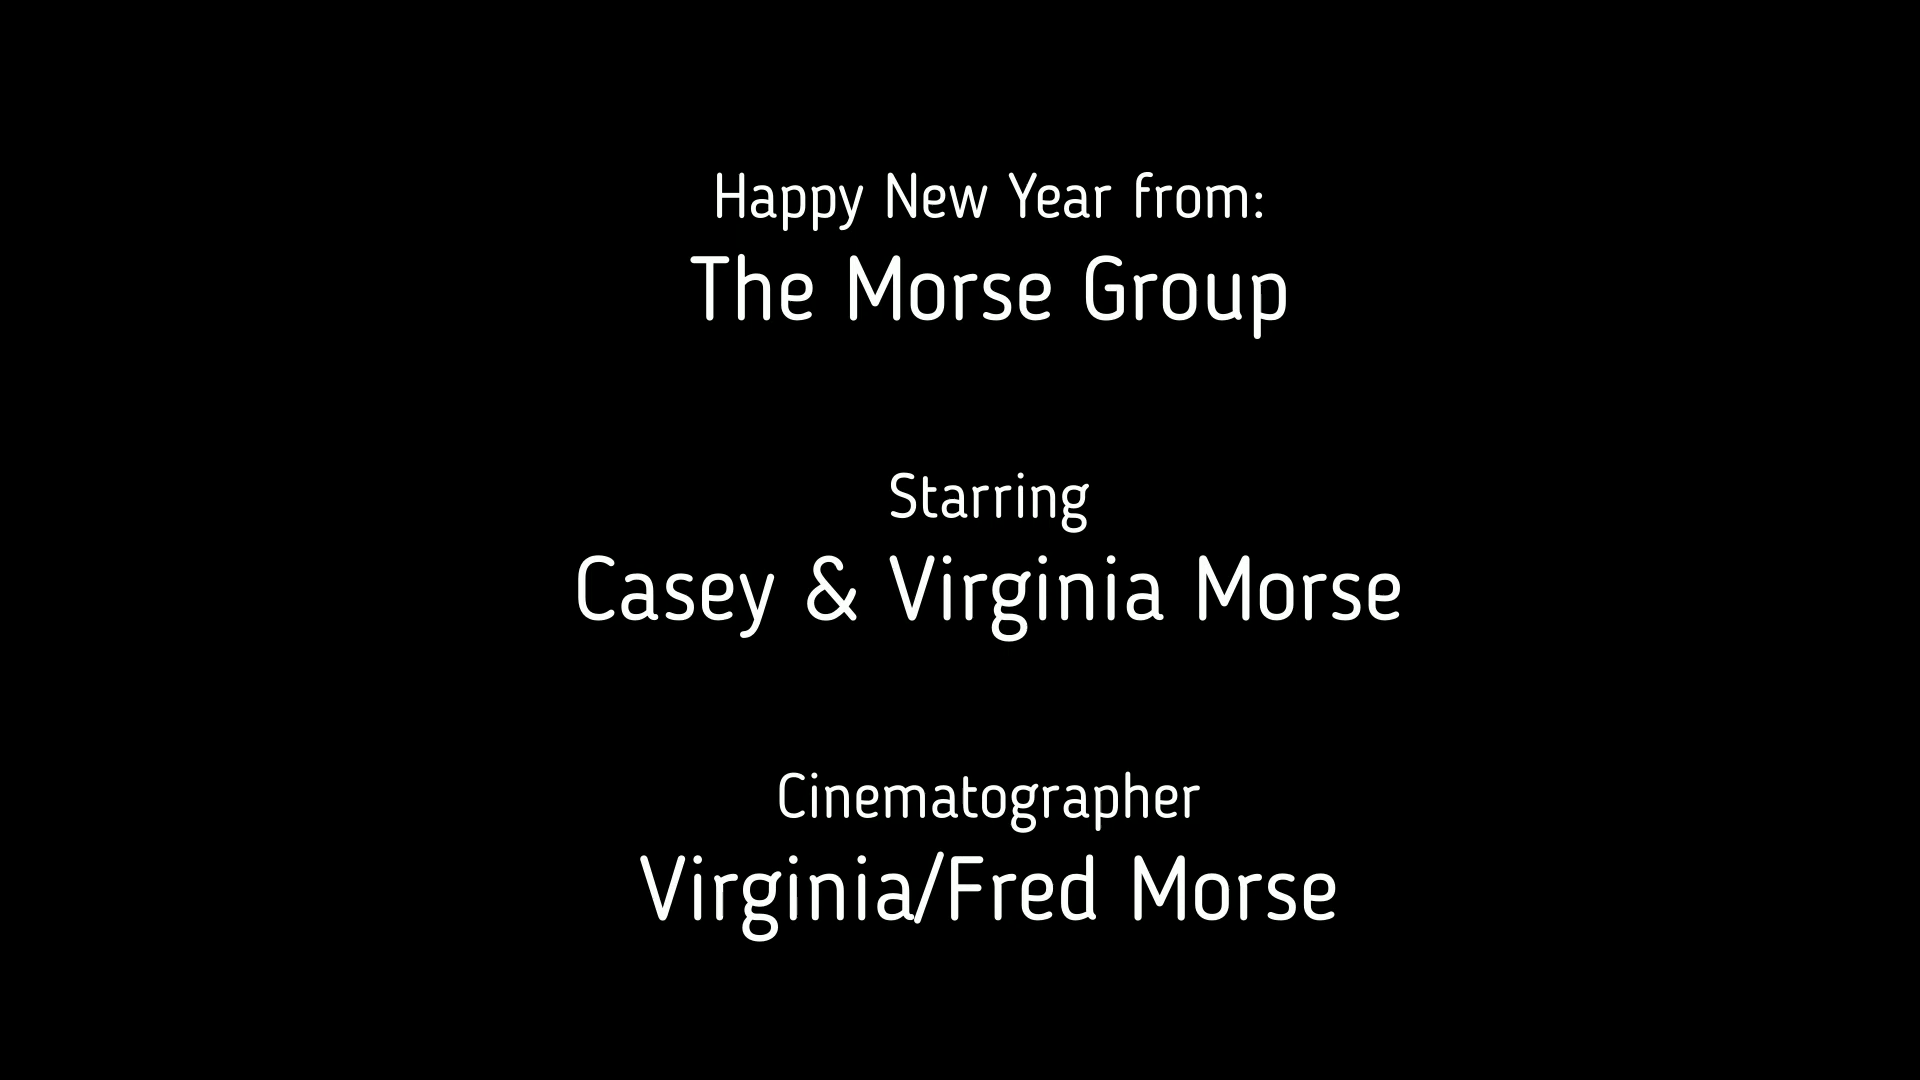 Happy New Year from:
The Morse Group
Starring
Casey & Virginia Morse
Cinematographer
Virginia/Fred Morse